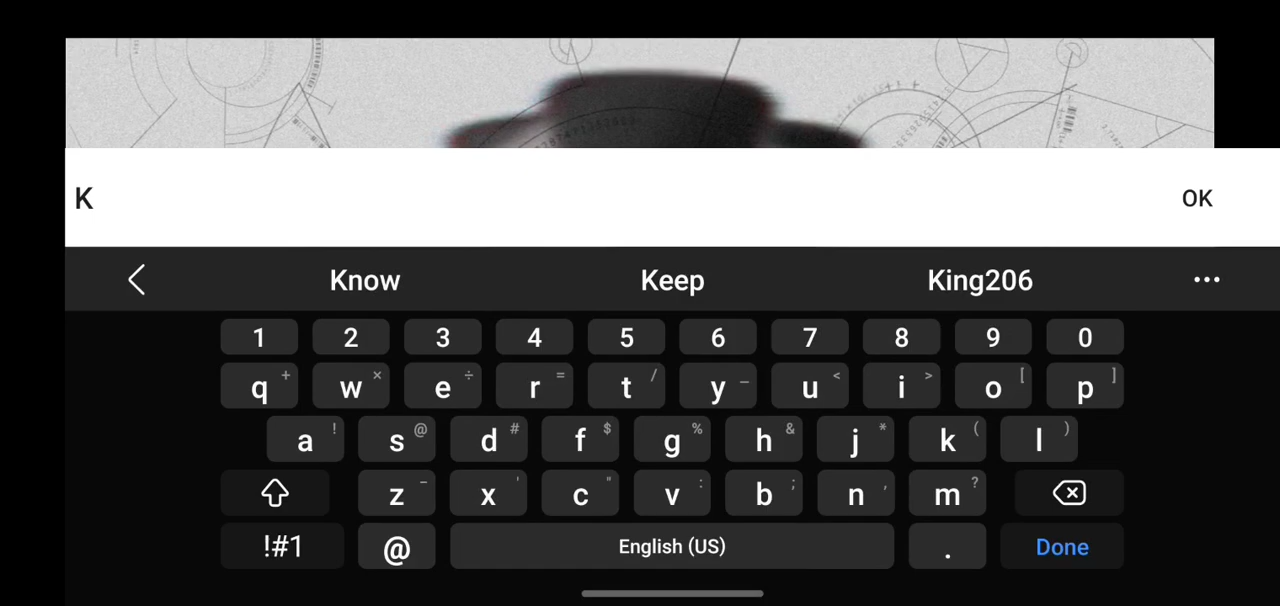 K
OK
Know Keep King206 ...
1 2 3 4 5 6 7 8 9 0
q + w × e ÷ r = t / y _ u < i > o [ p ]
a ! s @ d # f $ g % h & j * k ( l )
z - x ' c " v : b ; n , m ?
!#1 @ English (US) . Done